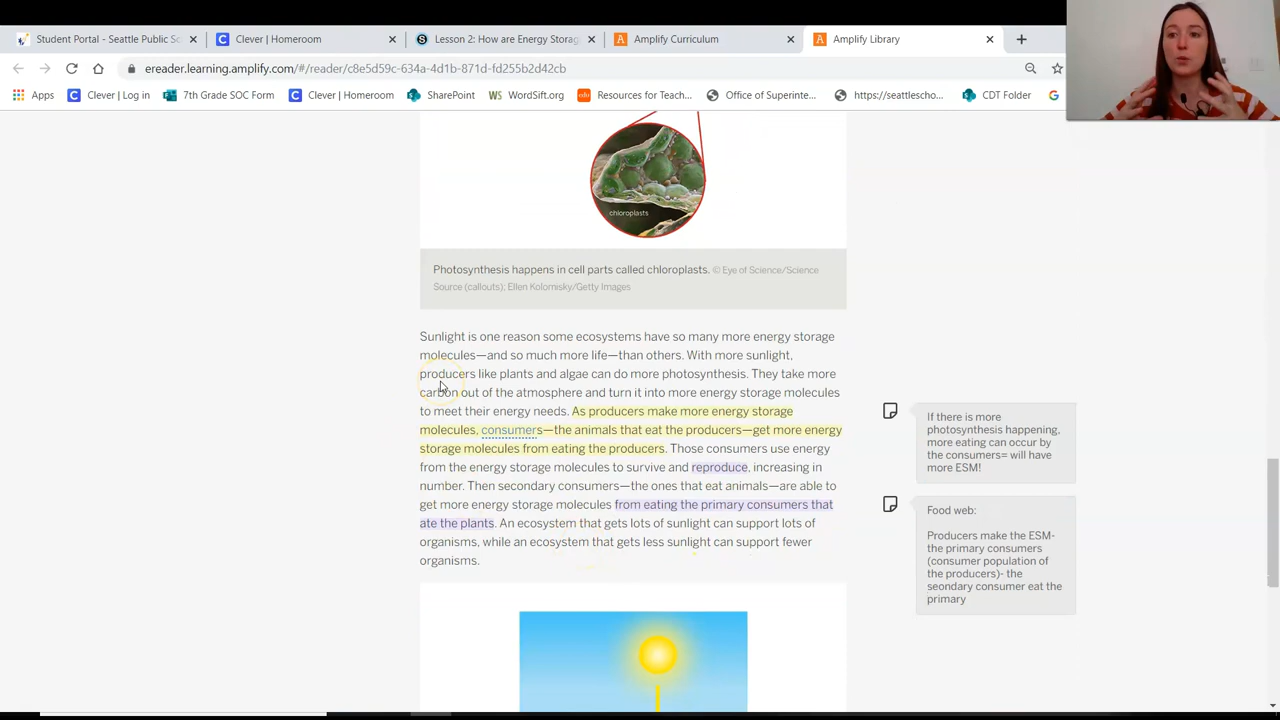 Student Portal - Seattle Public Sc
Clever | Homeroom
Lesson 2: How are Energy Storag
Amplify Curriculum
Amplify Library
ereader.learning.amplify.com/#/reader/c8e5d59c-634a-4d1b-871d-fd255b2d42cb
Apps
Clever | Log in
7th Grade SOC Form
Clever | Homeroom
SharePoint
WordSift.org
Resources for Teac...
Office of Superinte...
https://seattlescho...
CDT Folder
chloroplasts
Photosynthesis happens in cell parts called chloroplasts. © Eye of Science/Science
Source (callouts); Ellen Kolomisky/Getty Images
Sunlight is one reason some ecosystems have so many more energy storage
molecules—and so much more life—than others. With more sunlight,
producers like plants and algae can do more photosynthesis. They take more
carbon out of the atmosphere and turn it into more energy storage molecules
to meet their energy needs. As producers make more energy storage
molecules, consumers—the animals that eat the producers—get more energy
storage molecules from eating the producers. Those consumers use energy
from the energy storage molecules to survive and reproduce, increasing in
number. Then secondary consumers—the ones that eat animals—are able to
get more energy storage molecules from eating the primary consumers that
ate the plants. An ecosystem that gets lots of sunlight can support lots of
organisms, while an ecosystem that gets less sunlight can support fewer
organisms.
If there is more
photosynthesis happening,
more eating can occur by
the consumers= will have
more ESM!
Food web:
Producers make the ESM-
the primary consumers
(consumer population of
the producers)- the
seondary consumer eat the
primary